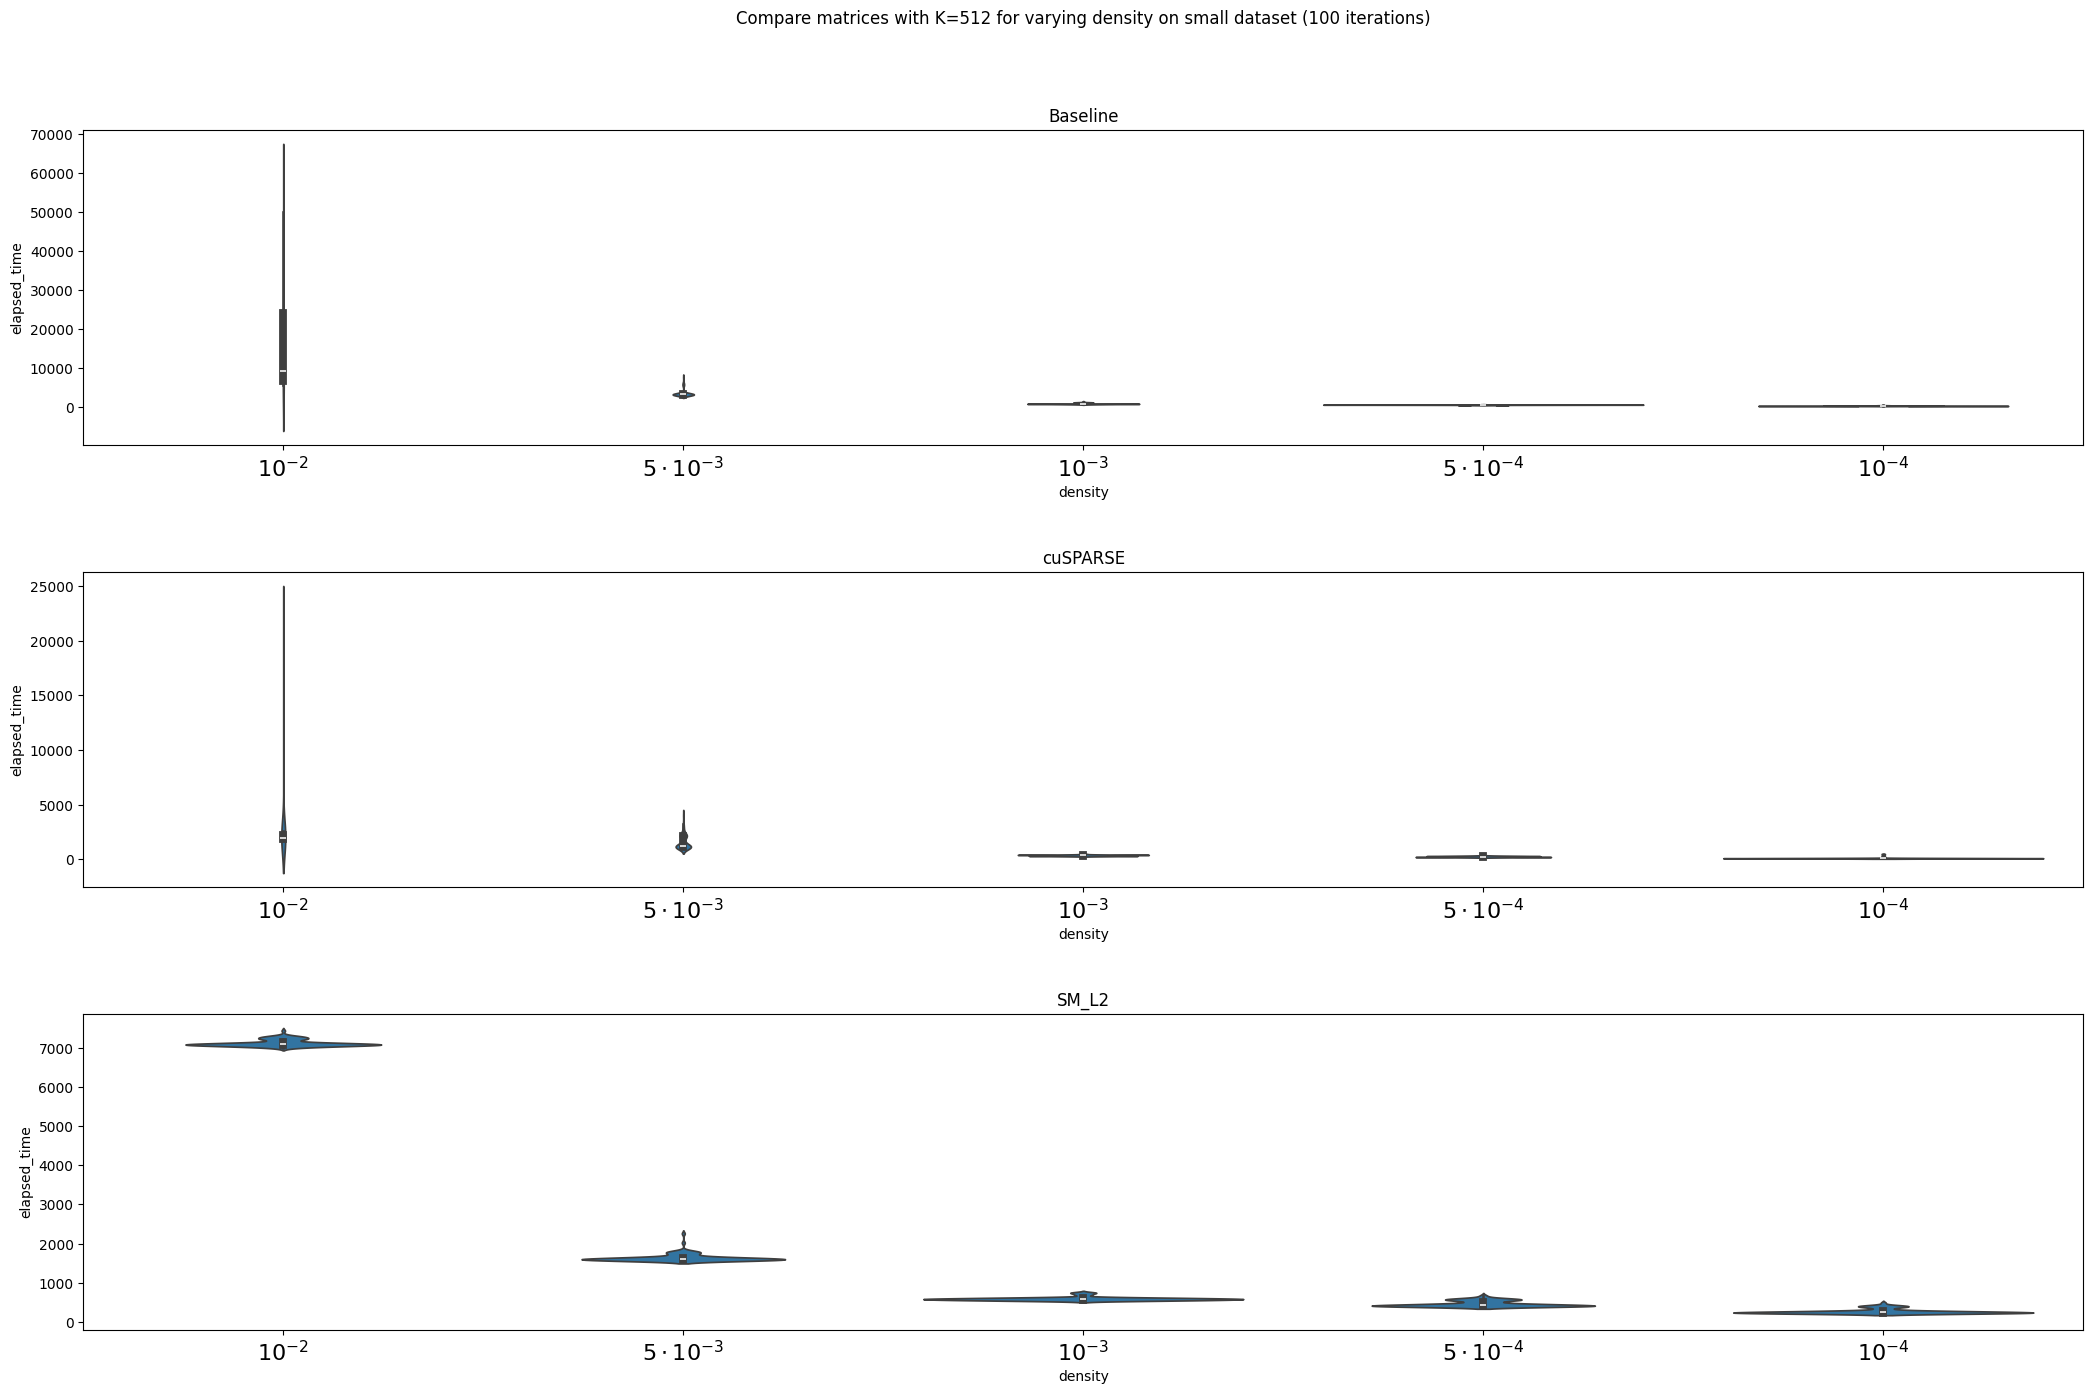 Compare matrices with K=512 for varying density on small dataset (100 iterations)
Baseline
elapsed_time
70000
60000
50000
40000
30000
20000
10000
0
10⁻² 5·10⁻³ 10⁻³ 5·10⁻⁴ 10⁻⁴
density
cuSPARSE
elapsed_time
25000
20000
15000
10000
5000
0
10⁻² 5·10⁻³ 10⁻³ 5·10⁻⁴ 10⁻⁴
density
SM_L2
elapsed_time
7000
6000
5000
4000
3000
2000
1000
0
10⁻² 5·10⁻³ 10⁻³ 5·10⁻⁴ 10⁻⁴
density